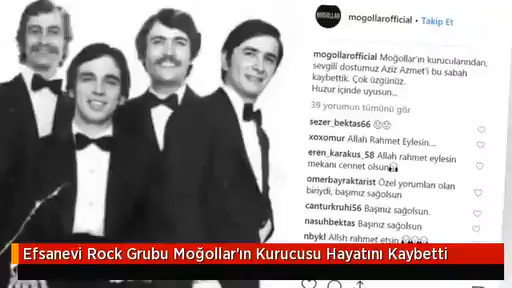 MOĞOLLAR
mogollarofficial • Takip Et
mogollarofficial Moğollar'ın kurucularından,
sevgili dostumuz Aziz Azmet'i bu sabah
kaybettik. Çok üzgünüz.
Huzur içinde uyusun...
39 yorumun tümünü gör
sezer_bektas66 😢😢
xoxomur Allah Rahmet Eylesin....
eren_karakus_58 Allah rahmet eylesin
mekanı cennet olsun🙏
omerbayraktarist Özel yorumları olan
biriydi, başımız sağolsun
canturkruhi56 Başınız sağolsun.
nasuhbektas Başınız sağolsun
nbykl Allsh rahmet etsin
Efsanevi Rock Grubu Moğollar'ın Kurucusu Hayatını Kaybetti